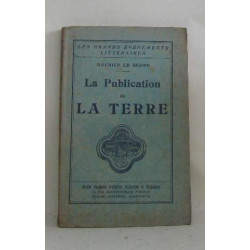 LES GRANDS ÉVÉNEMENTS
LITTÉRAIRES
MAURICE LE BLOND
La Publication
de
LA TERRE